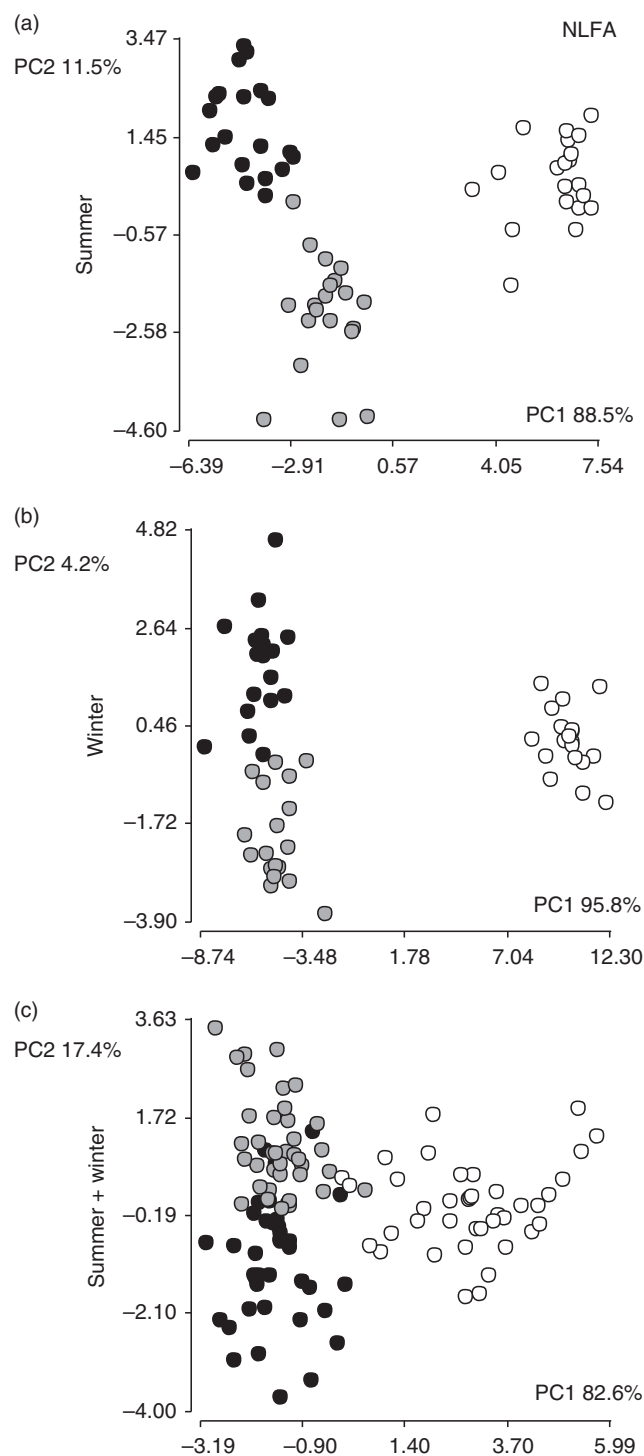 (a)
3.47
NLFA
PC2 11.5%
1.45
–0.57
Summer
–2.58
PC1 88.5%
–4.60
–6.39 –2.91 0.57 4.05 7.54
(b)
4.82
PC2 4.2%
2.64
0.46
Winter
–1.72
PC1 95.8%
–3.90
–8.74 –3.48 1.78 7.04 12.30
(c)
3.63
PC2 17.4%
1.72
–0.19
Summer + winter
–2.10
PC1 82.6%
–4.00
–3.19 –0.90 1.40 3.70 5.99